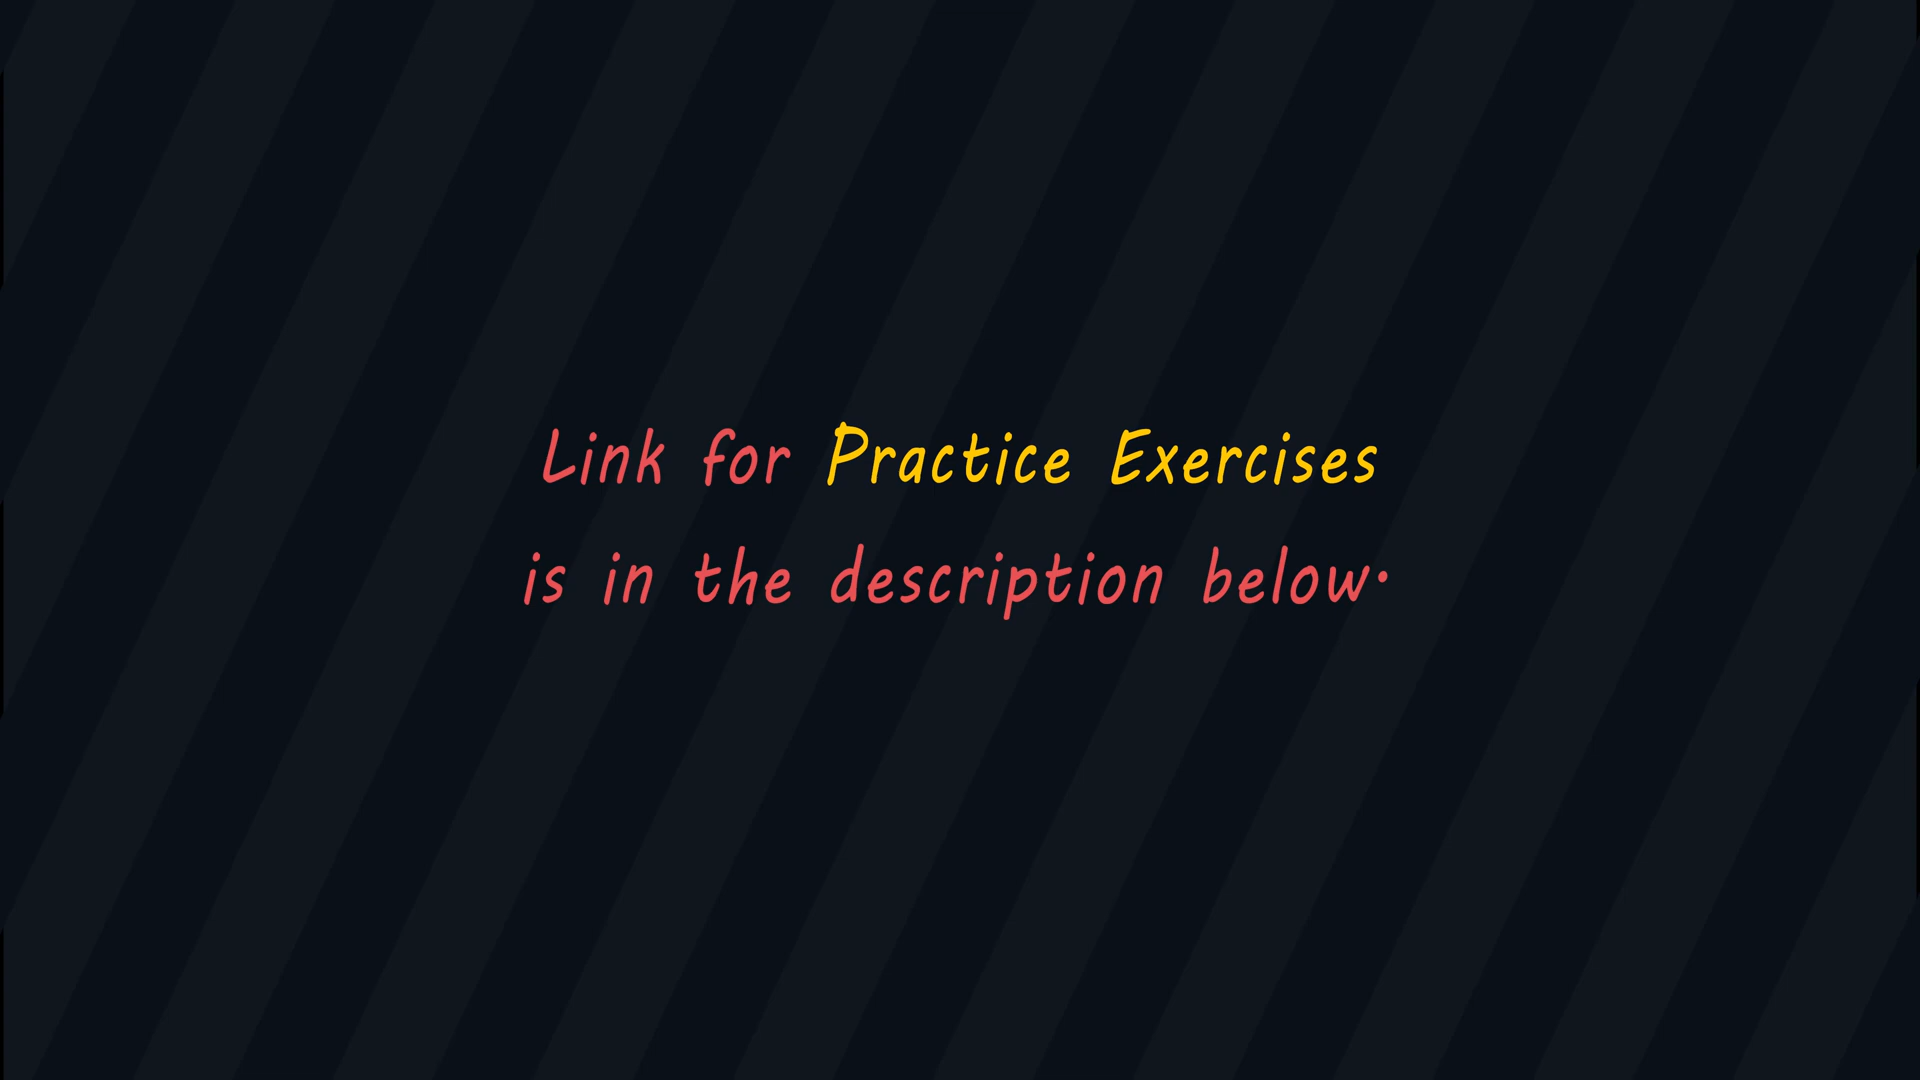 Link for Practice Exercises
is in the description below.